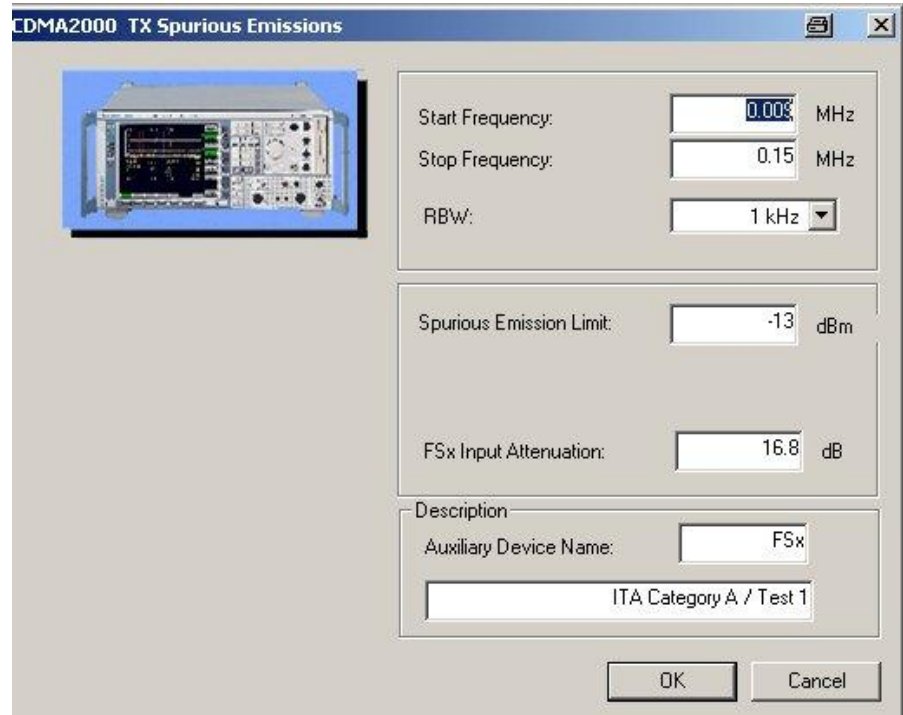 CDMA2000 TX Spurious Emissions
Start Frequency: 0.009 MHz
Stop Frequency: 0.15 MHz
RBW: 1 kHz
Spurious Emission Limit: -13 dBm
FSx Input Attenuation: 16.8 dB
Description
Auxiliary Device Name: FSx
ITA Category A / Test 1
OK Cancel